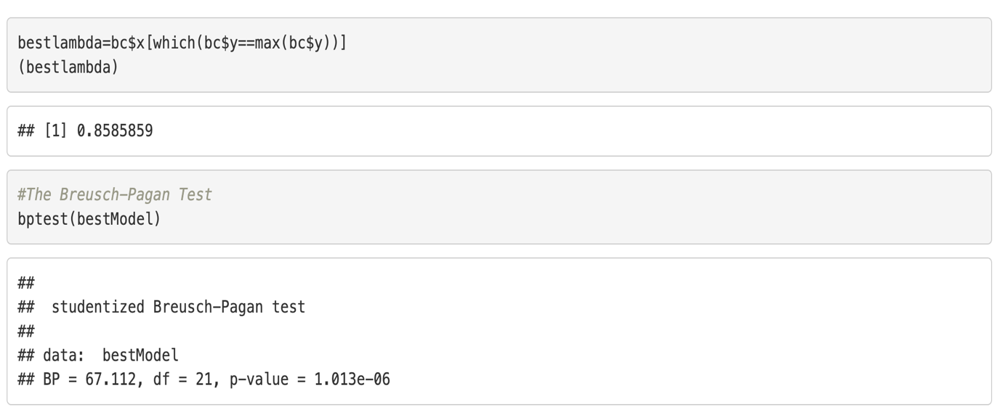 bestlambda=bc$x[which(bc$y==max(bc$y))]
(bestlambda)
## [1] 0.8585859
#The Breusch-Pagan Test
bptest(bestModel)
##
##  studentized Breusch-Pagan test
##
## data:  bestModel
## BP = 67.112, df = 21, p-value = 1.013e-06